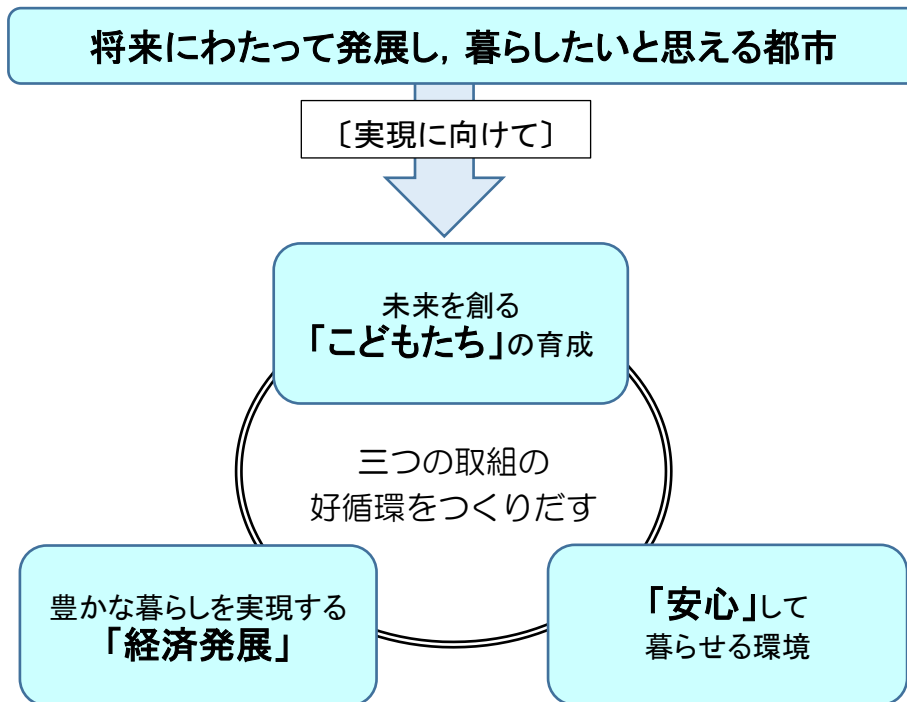 将来にわたって発展し，暮らしたいと思える都市
〔実現に向けて〕
未来を創る
「こどもたち」の育成
三つの取組の
好循環をつくりだす
豊かな暮らしを実現する
「経済発展」
「安心」して
暮らせる環境